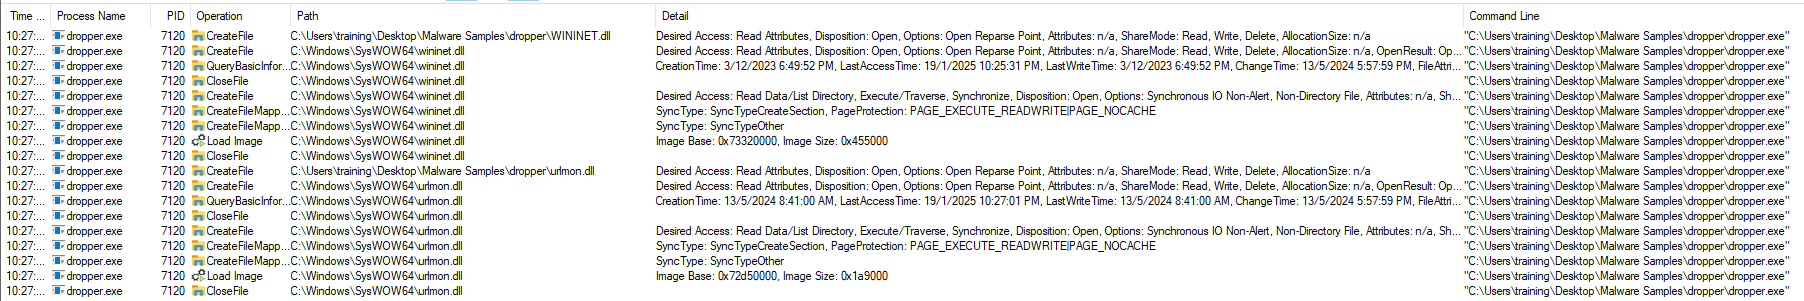 Time ... Process Name PID Operation Path Detail Command Line
10:27:... dropper.exe 7120 CreateFile C:\Users\training\Desktop\Malware Samples\dropper\WININET.dll Desired Access: Read Attributes, Disposition: Open, Options: Open Reparse Point, Attributes: n/a, ShareMode: Read, Write, Delete, AllocationSize: n/a "C:\Users\training\Desktop\Malware Samples\dropper\dropper.exe"
10:27:... dropper.exe 7120 CreateFile C:\Windows\SysWOW64\wininet.dll Desired Access: Read Attributes, Disposition: Open, Options: Open Reparse Point, Attributes: n/a, ShareMode: Read, Write, Delete, AllocationSize: n/a, OpenResult: Op... "C:\Users\training\Desktop\Malware Samples\dropper\dropper.exe"
10:27:... dropper.exe 7120 QueryBasicInfor... C:\Windows\SysWOW64\wininet.dll CreationTime: 3/12/2023 6:49:52 PM, LastAccessTime: 19/1/2025 10:25:31 PM, LastWriteTime: 3/12/2023 6:49:52 PM, ChangeTime: 13/5/2024 5:57:59 PM, FileAttri... "C:\Users\training\Desktop\Malware Samples\dropper\dropper.exe"
10:27:... dropper.exe 7120 CloseFile C:\Windows\SysWOW64\wininet.dll "C:\Users\training\Desktop\Malware Samples\dropper\dropper.exe"
10:27:... dropper.exe 7120 CreateFile C:\Windows\SysWOW64\wininet.dll Desired Access: Read Data/List Directory, Execute/Traverse, Synchronize, Disposition: Open, Options: Synchronous IO Non-Alert, Non-Directory File, Attributes: n/a, Sh... "C:\Users\training\Desktop\Malware Samples\dropper\dropper.exe"
10:27:... dropper.exe 7120 CreateFileMapp... C:\Windows\SysWOW64\wininet.dll SyncType: SyncTypeCreateSection, PageProtection: PAGE_EXECUTE_READWRITE|PAGE_NOCACHE "C:\Users\training\Desktop\Malware Samples\dropper\dropper.exe"
10:27:... dropper.exe 7120 CreateFileMapp... C:\Windows\SysWOW64\wininet.dll SyncType: SyncTypeOther "C:\Users\training\Desktop\Malware Samples\dropper\dropper.exe"
10:27:... dropper.exe 7120 Load Image C:\Windows\SysWOW64\wininet.dll Image Base: 0x73320000, Image Size: 0x455000 "C:\Users\training\Desktop\Malware Samples\dropper\dropper.exe"
10:27:... dropper.exe 7120 CloseFile C:\Windows\SysWOW64\wininet.dll "C:\Users\training\Desktop\Malware Samples\dropper\dropper.exe"
10:27:... dropper.exe 7120 CreateFile C:\Users\training\Desktop\Malware Samples\dropper\urlmon.dll Desired Access: Read Attributes, Disposition: Open, Options: Open Reparse Point, Attributes: n/a, ShareMode: Read, Write, Delete, AllocationSize: n/a "C:\Users\training\Desktop\Malware Samples\dropper\dropper.exe"
10:27:... dropper.exe 7120 CreateFile C:\Windows\SysWOW64\urlmon.dll Desired Access: Read Attributes, Disposition: Open, Options: Open Reparse Point, Attributes: n/a, ShareMode: Read, Write, Delete, AllocationSize: n/a, OpenResult: Op... "C:\Users\training\Desktop\Malware Samples\dropper\dropper.exe"
10:27:... dropper.exe 7120 QueryBasicInfor... C:\Windows\SysWOW64\urlmon.dll CreationTime: 13/5/2024 8:41:00 AM, LastAccessTime: 19/1/2025 10:27:01 PM, LastWriteTime: 13/5/2024 8:41:00 AM, ChangeTime: 13/5/2024 5:57:59 PM, FileAttri... "C:\Users\training\Desktop\Malware Samples\dropper\dropper.exe"
10:27:... dropper.exe 7120 CloseFile C:\Windows\SysWOW64\urlmon.dll "C:\Users\training\Desktop\Malware Samples\dropper\dropper.exe"
10:27:... dropper.exe 7120 CreateFile C:\Windows\SysWOW64\urlmon.dll Desired Access: Read Data/List Directory, Execute/Traverse, Synchronize, Disposition: Open, Options: Synchronous IO Non-Alert, Non-Directory File, Attributes: n/a, Sh... "C:\Users\training\Desktop\Malware Samples\dropper\dropper.exe"
10:27:... dropper.exe 7120 CreateFileMapp... C:\Windows\SysWOW64\urlmon.dll SyncType: SyncTypeCreateSection, PageProtection: PAGE_EXECUTE_READWRITE|PAGE_NOCACHE "C:\Users\training\Desktop\Malware Samples\dropper\dropper.exe"
10:27:... dropper.exe 7120 CreateFileMapp... C:\Windows\SysWOW64\urlmon.dll SyncType: SyncTypeOther "C:\Users\training\Desktop\Malware Samples\dropper\dropper.exe"
10:27:... dropper.exe 7120 Load Image C:\Windows\SysWOW64\urlmon.dll Image Base: 0x72d50000, Image Size: 0x1a9000 "C:\Users\training\Desktop\Malware Samples\dropper\dropper.exe"
10:27:... dropper.exe 7120 CloseFile C:\Windows\SysWOW64\urlmon.dll "C:\Users\training\Desktop\Malware Samples\dropper\dropper.exe"